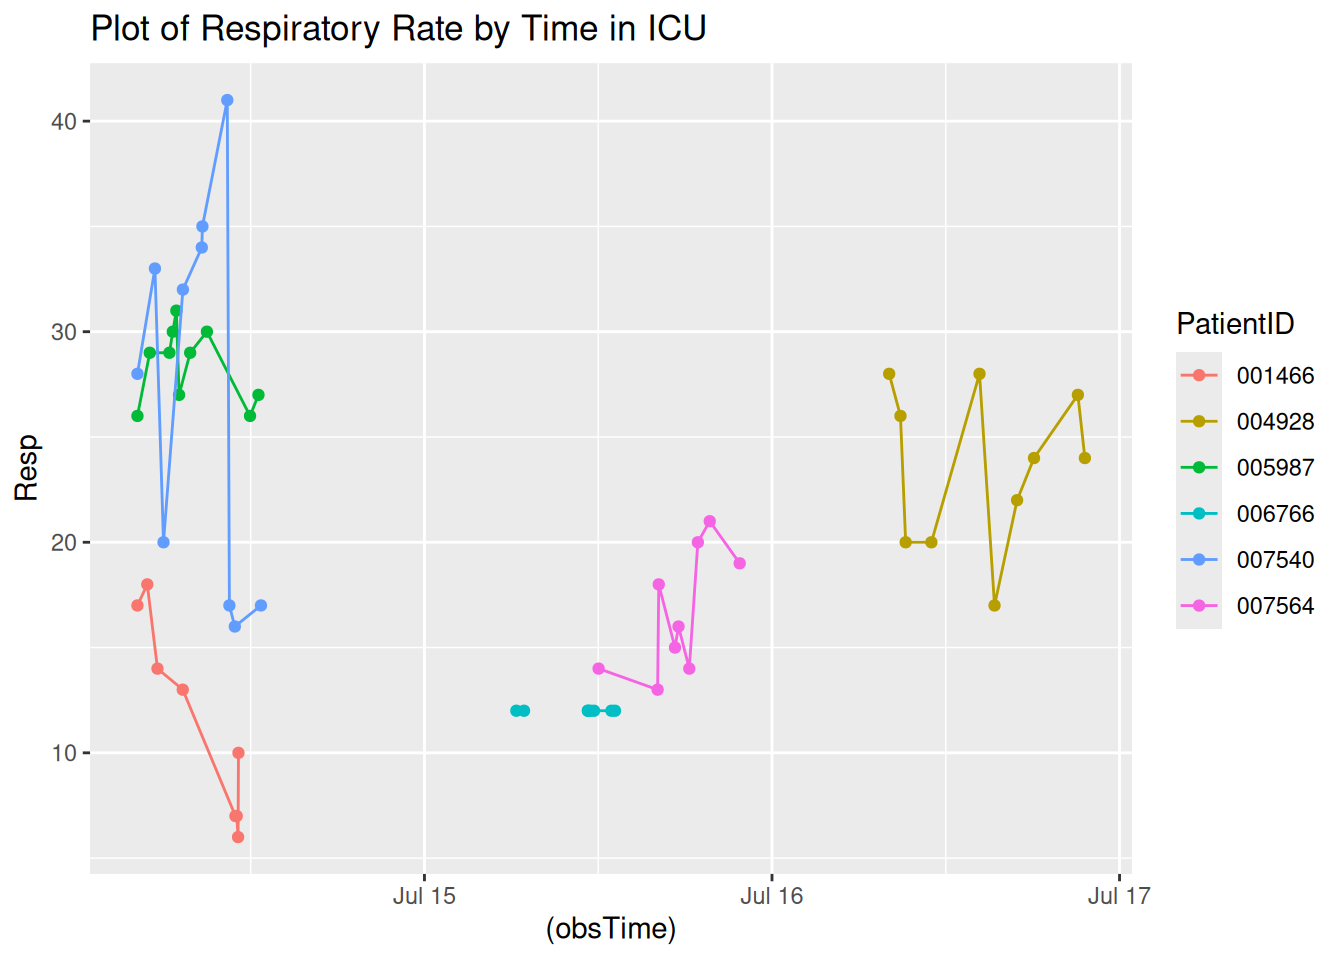 Plot of Respiratory Rate by Time in ICU
40
30
20
10
Resp
Jul 15
Jul 16
Jul 17
(obsTime)
PatientID
001466
004928
005987
006766
007540
007564